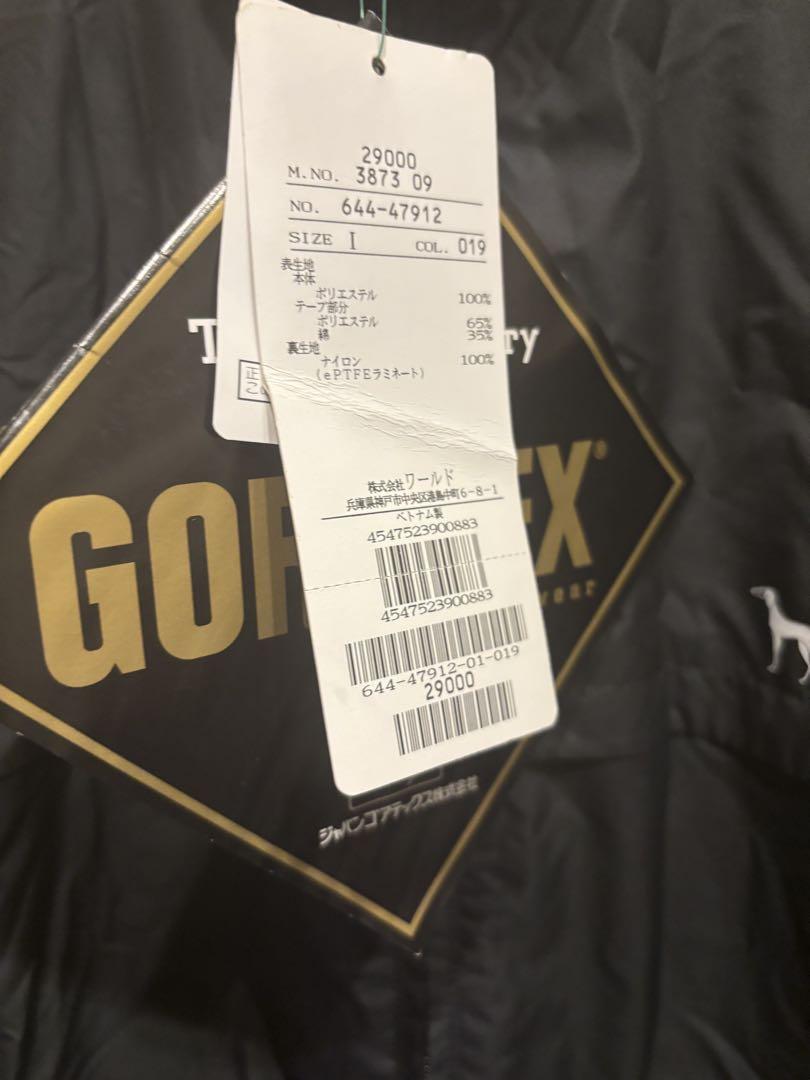 29000
M.NO. 3873 09
NO. 644-47912
SIZE I COL. 019
表生地
本体
ポリエステル 100%
テープ部分
ポリエステル 65%
綿 35%
裏生地
ナイロン 100%
(ePTFEラミネート)
株式会社ワールド
兵庫県神戸市中央区港島中町6-8-1
ベトナム製
4547523900883
4547523900883
644-47912-01-019
29000
T ry
正
こ
GOR EX®
wear
ジャパンゴアテックス株式会社